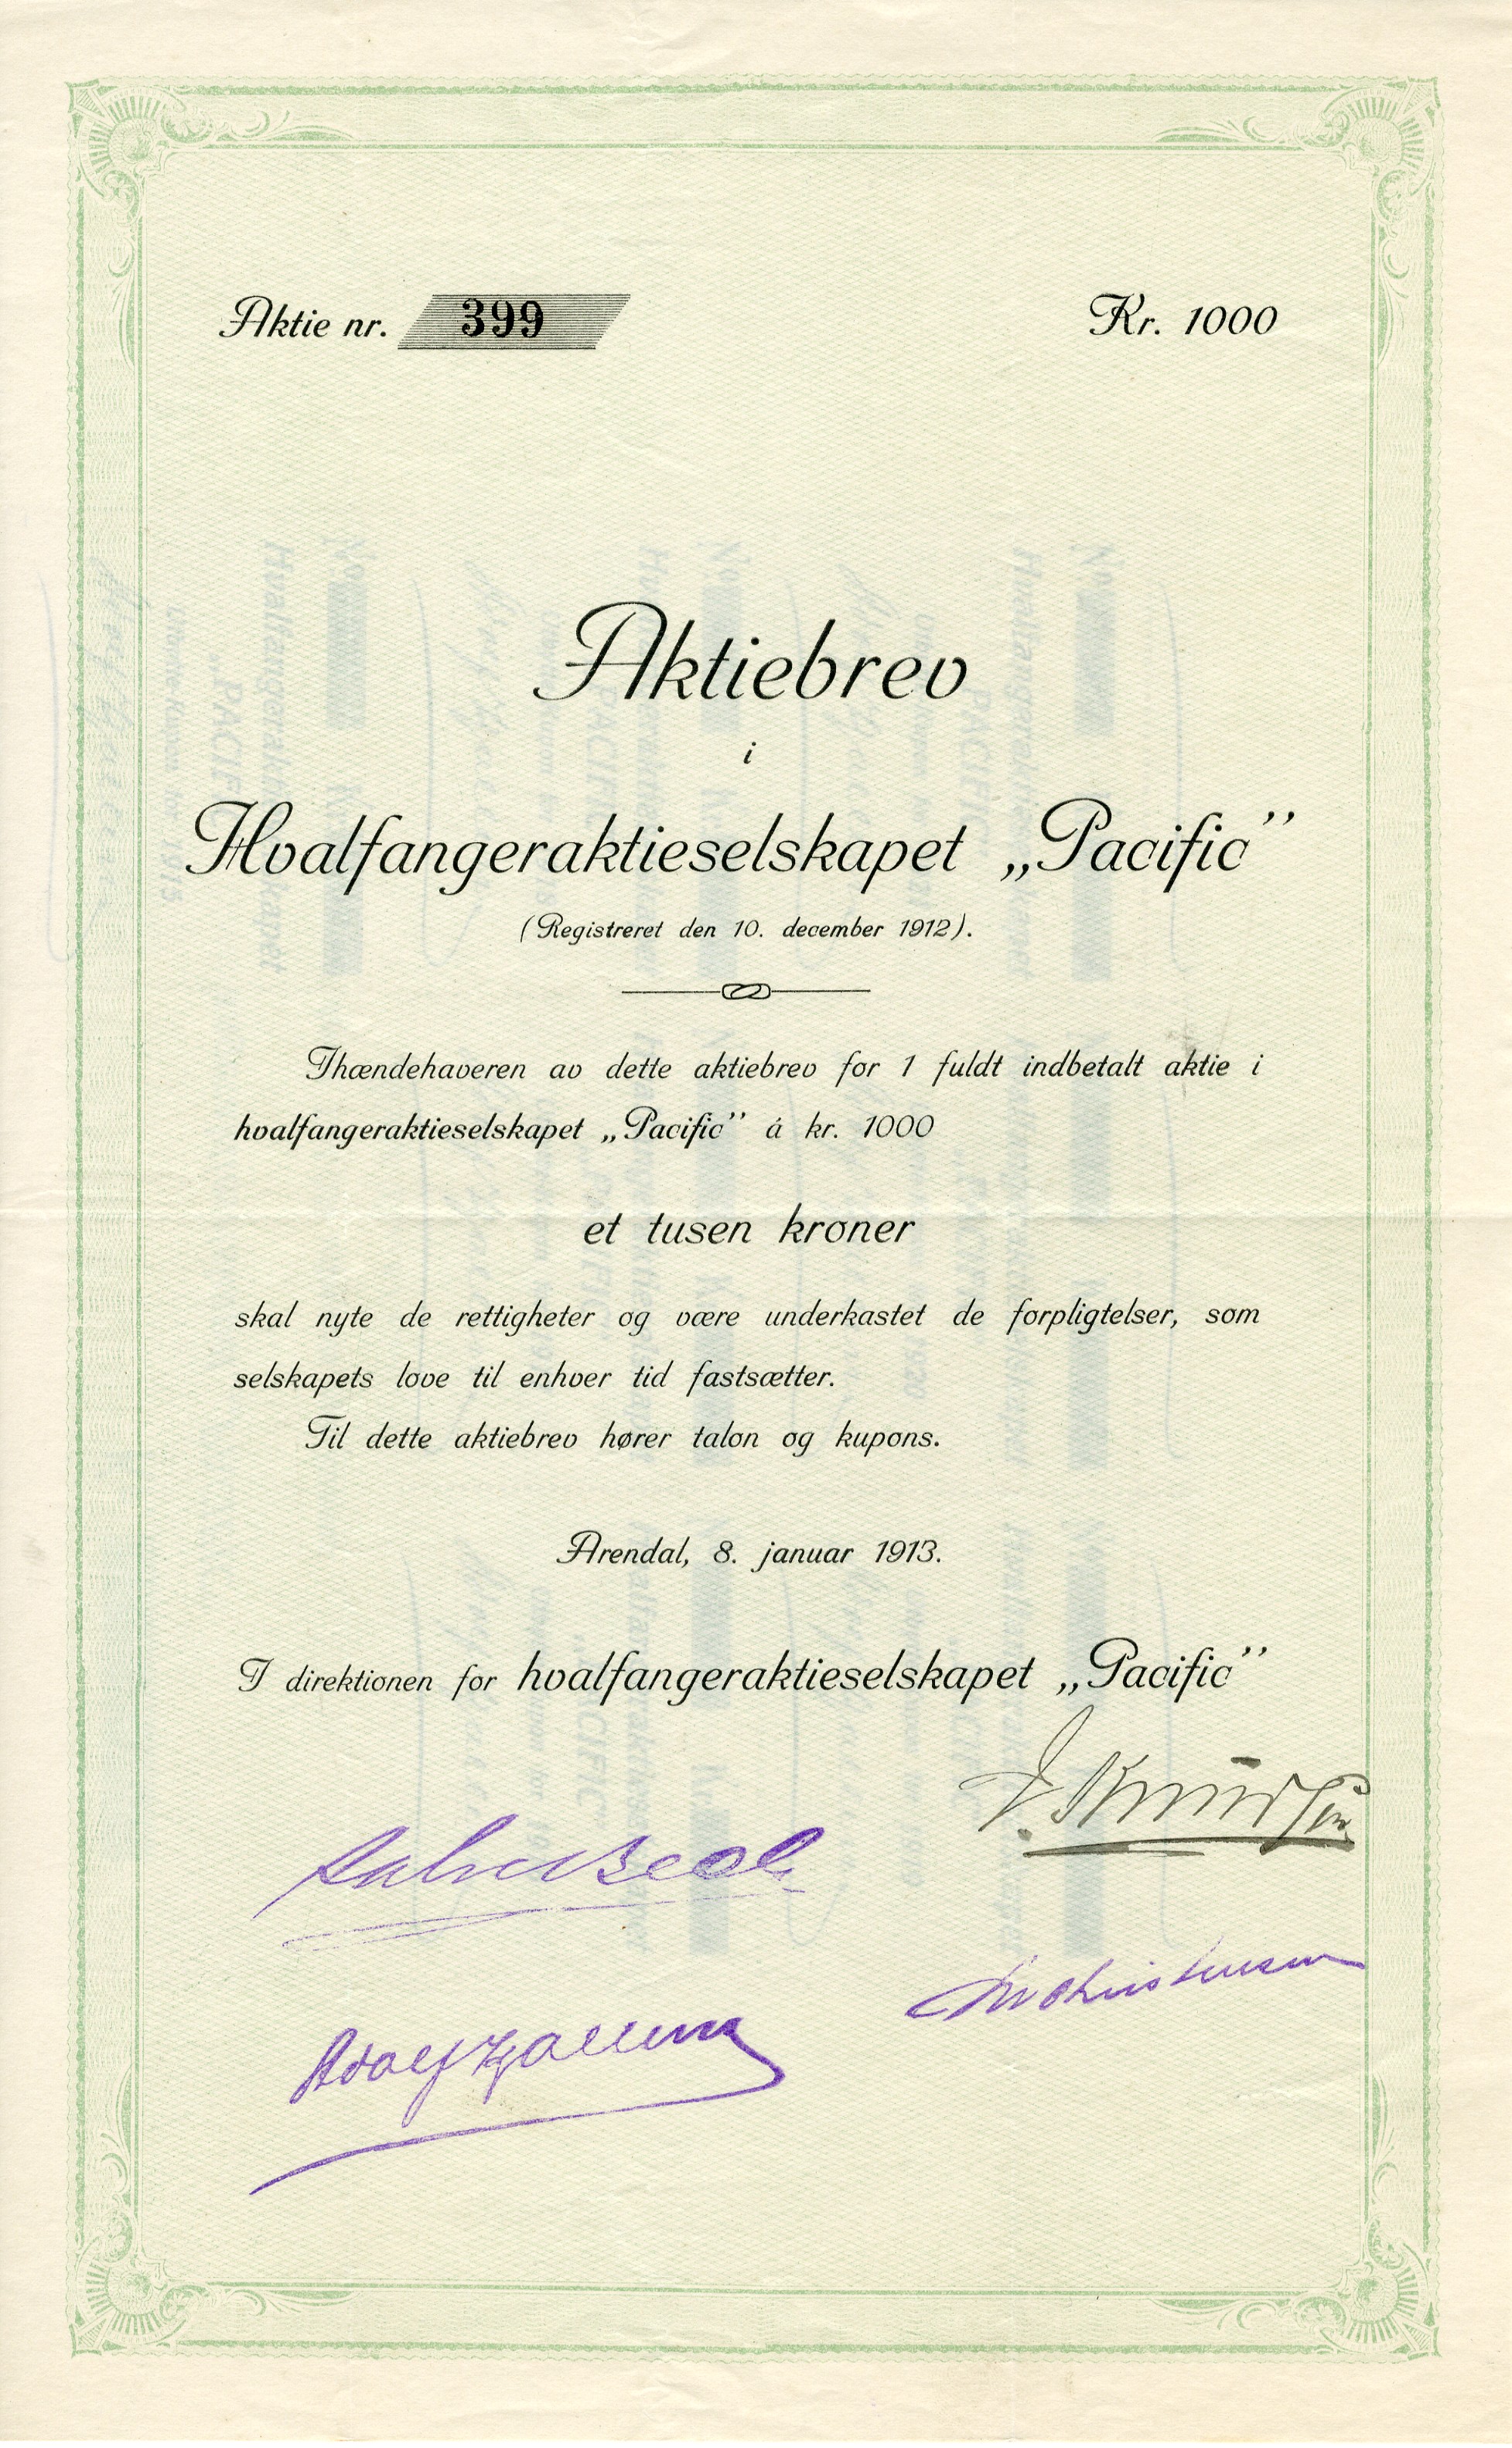 Aktie nr. 399
Kr. 1000
Aktiebrev
i
Hvalfangeraktieselskapet „Pacific”
(Registreret den 10. december 1912).
Ihændehaveren av dette aktiebrev for 1 fuldt indbetalt aktie i
hvalfangeraktieselskapet „Pacific” á kr. 1000
et tusen kroner
skal nyte de rettigheter og være underkastet de forpligtelser, som
selskapets love til enhver tid fastsætter.
Til dette aktiebrev hører talon og kupons.
Arendal, 8. januar 1913.
I direktionen for hvalfangeraktieselskapet „Pacific”
Knudsen
Christensen
Adolf